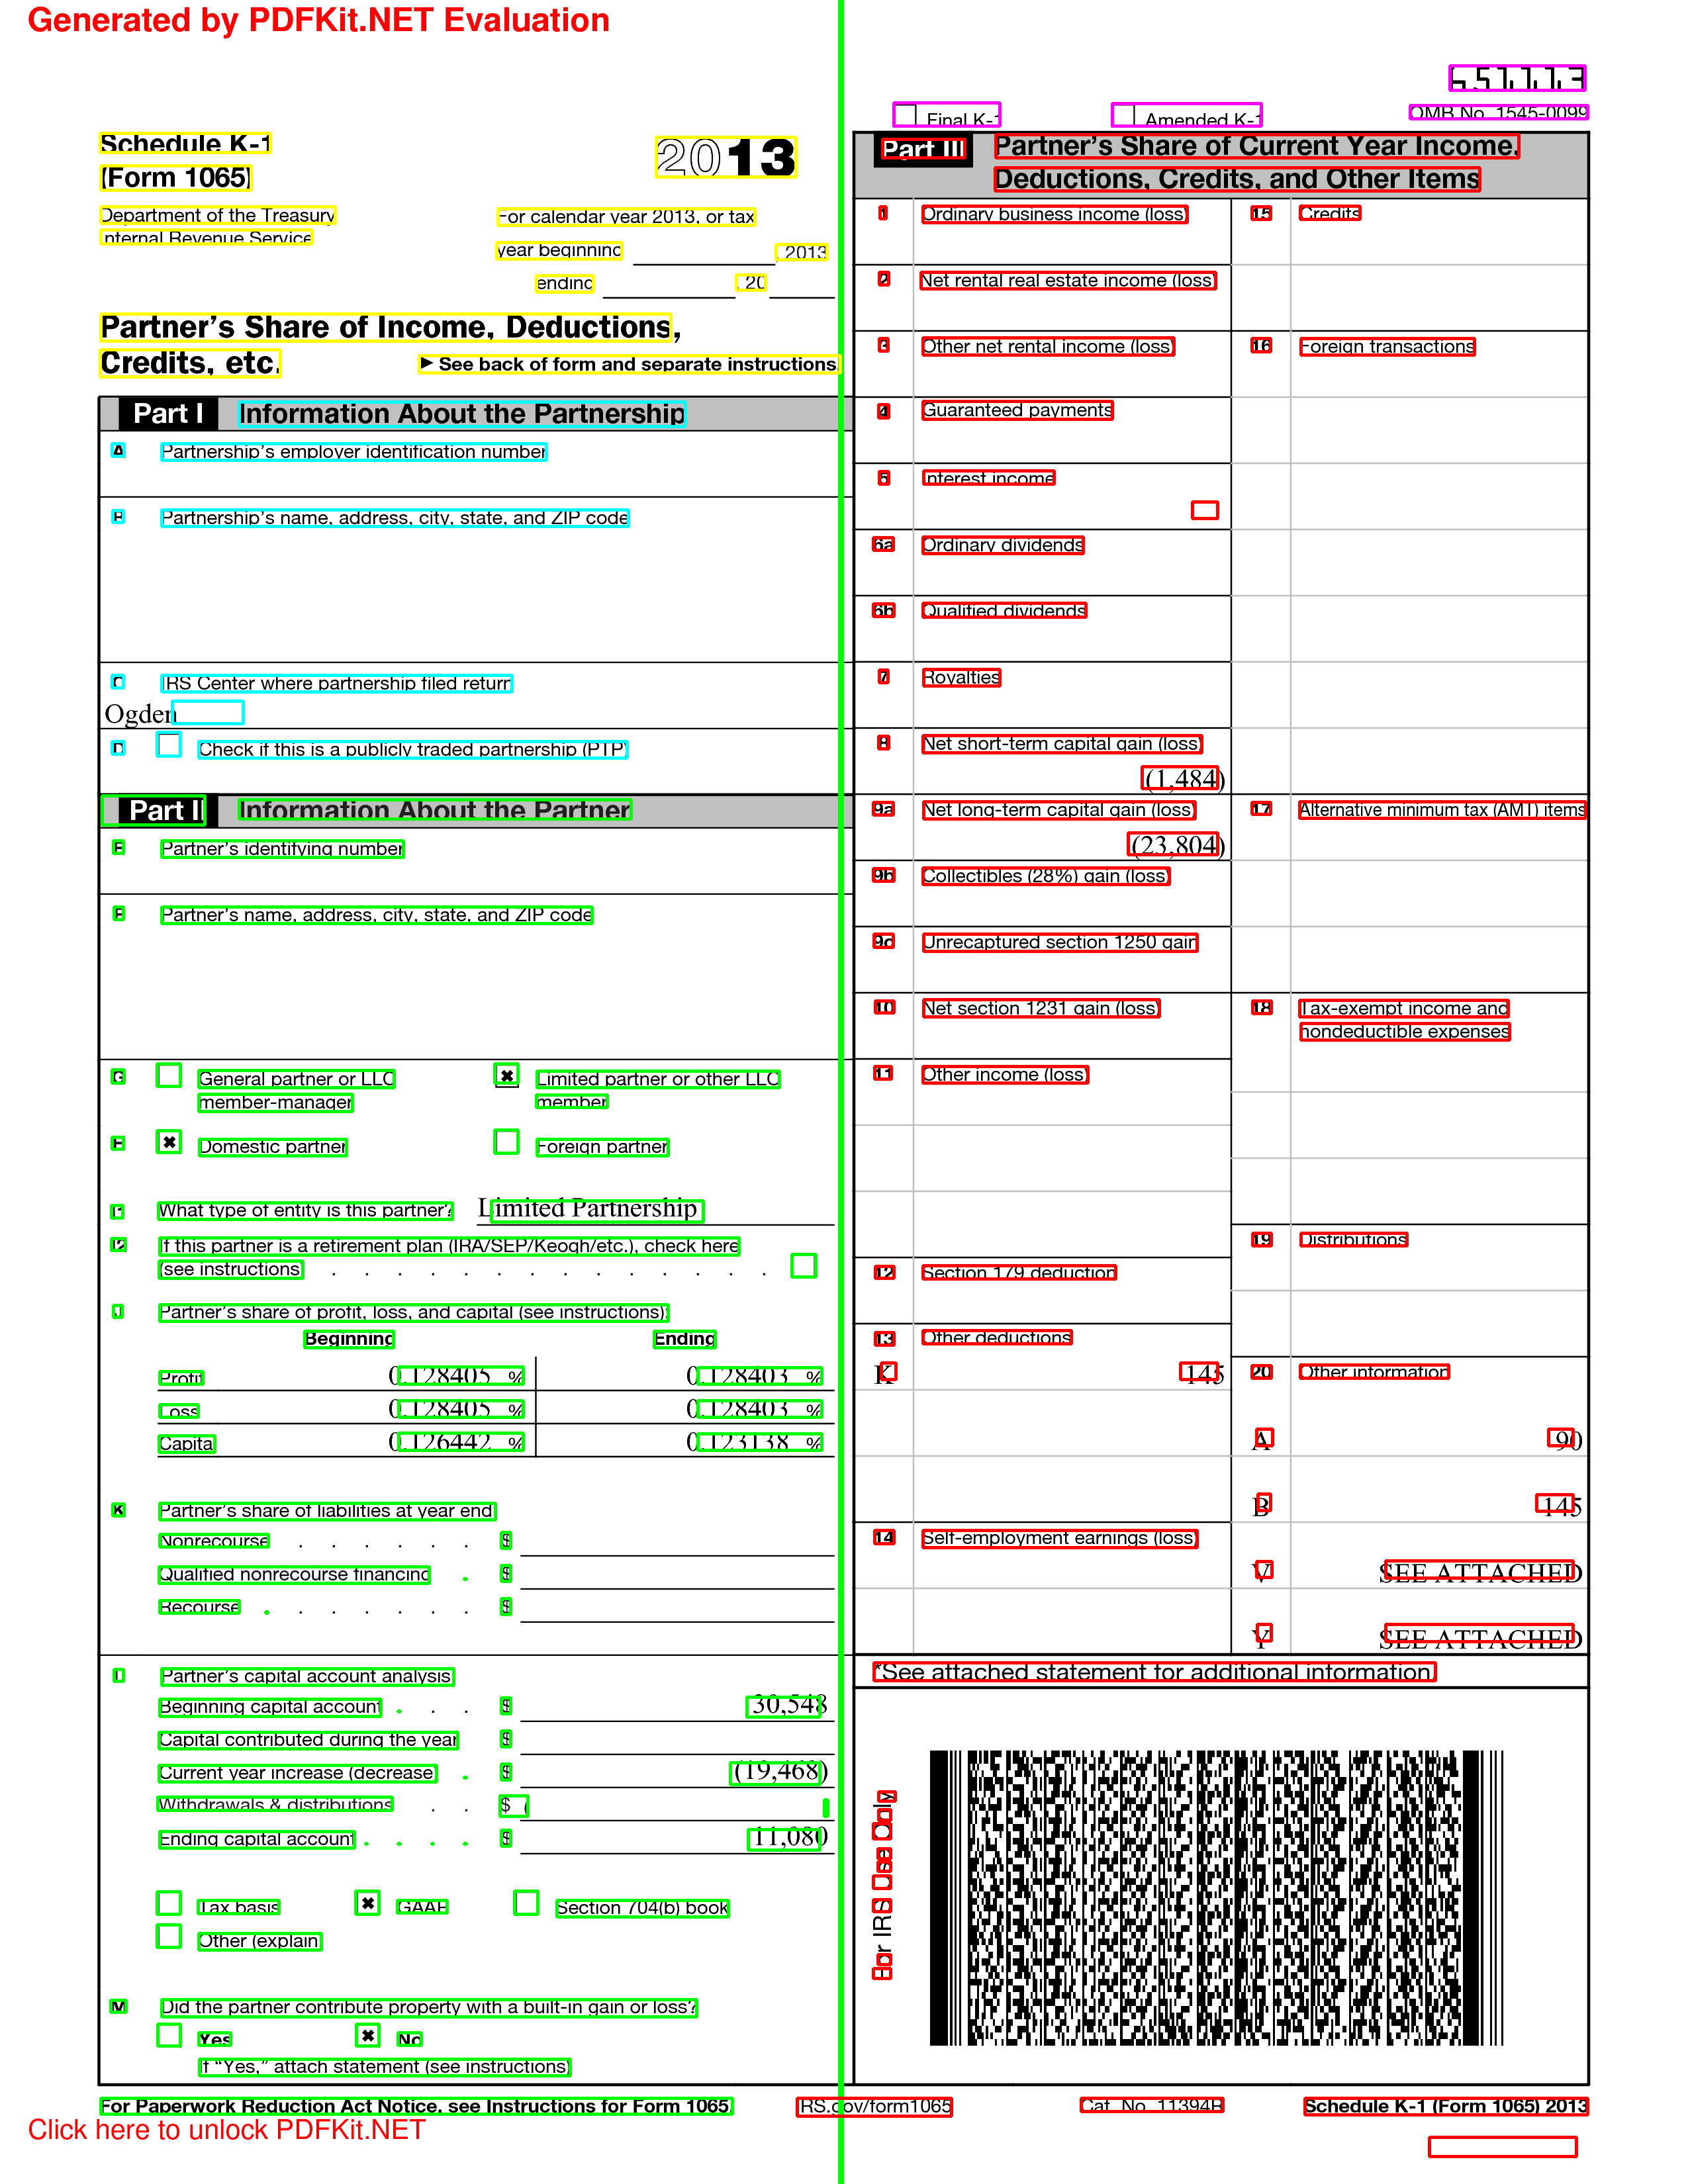 Generated by PDFKit.NET Evaluation
651113
Final K-1
Amended K-1
OMB No. 1545-0099
Schedule K-1
(Form 1065)
2013
Department of the Treasury
Internal Revenue Service
For calendar year 2013, or tax
year beginning , 2013
ending , 20
Partner's Share of Income, Deductions,
Credits, etc.
► See back of form and separate instructions.
Part I Information About the Partnership
A Partnership's employer identification number
B Partnership's name, address, city, state, and ZIP code
C IRS Center where partnership filed return
Ogden
D Check if this is a publicly traded partnership (PTP)
Part II Information About the Partner
E Partner's identifying number
F Partner's name, address, city, state, and ZIP code
G General partner or LLC
member-manager
✖ Limited partner or other LLC
member
H ✖ Domestic partner
Foreign partner
I1 What type of entity is this partner? Limited Partnership
I2 If this partner is a retirement plan (IRA/SEP/Keogh/etc.), check here
(see instructions) . . . . . . . . . . . . . .
J Partner's share of profit, loss, and capital (see instructions):
Beginning Ending
Profit 0.128405 % 0.128403 %
Loss 0.128405 % 0.128403 %
Capital 0.126442 % 0.123138 %
K Partner's share of liabilities at year end:
Nonrecourse . . . . . . $
Qualified nonrecourse financing . $
Recourse . . . . . . . $
L Partner's capital account analysis:
Beginning capital account . . . $ 30,548
Capital contributed during the year $
Current year increase (decrease) . $ (19,468)
Withdrawals & distributions . . $ ( )
Ending capital account . . . . $ 11,080
Tax basis ✖ GAAP Section 704(b) book
Other (explain)
M Did the partner contribute property with a built-in gain or loss?
Yes ✖ No
If “Yes,” attach statement (see instructions)
Part III Partner's Share of Current Year Income,
Deductions, Credits, and Other Items
1 Ordinary business income (loss)
2 Net rental real estate income (loss)
3 Other net rental income (loss)
4 Guaranteed payments
5 Interest income
6a Ordinary dividends
6b Qualified dividends
7 Royalties
8 Net short-term capital gain (loss)
(1,484)
9a Net long-term capital gain (loss)
(23,804)
9b Collectibles (28%) gain (loss)
9c Unrecaptured section 1250 gain
10 Net section 1231 gain (loss)
11 Other income (loss)
12 Section 179 deduction
13 Other deductions
K 145
14 Self-employment earnings (loss)
15 Credits
16 Foreign transactions
17 Alternative minimum tax (AMT) items
18 Tax-exempt income and
nondeductible expenses
19 Distributions
20 Other information
A 90
B 145
V SEE ATTACHED
Y SEE ATTACHED
*See attached statement for additional information.
For IRS Use Only
For Paperwork Reduction Act Notice, see Instructions for Form 1065.
IRS.gov/form1065
Cat. No. 11394R
Schedule K-1 (Form 1065) 2013
Click here to unlock PDFKit.NET